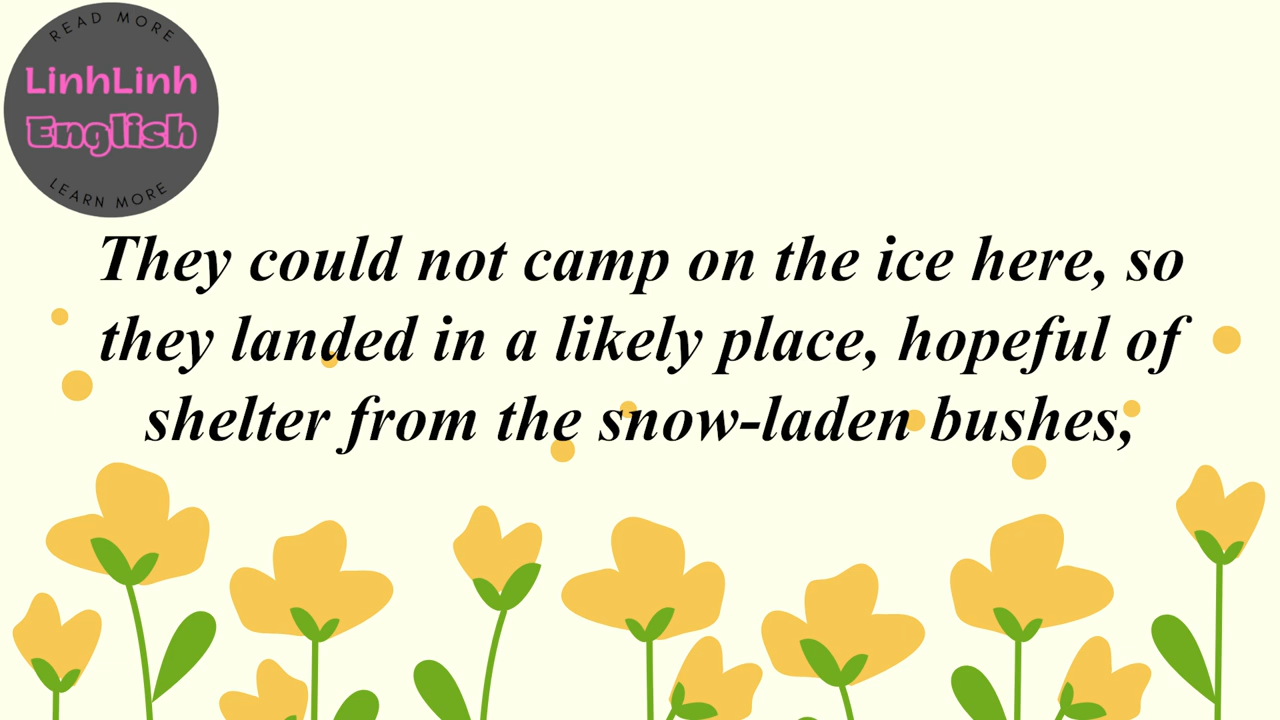 READ MORE
LinhLinh
English
LEARN MORE
They could not camp on the ice here, so
they landed in a likely place, hopeful of
shelter from the snow-laden bushes,